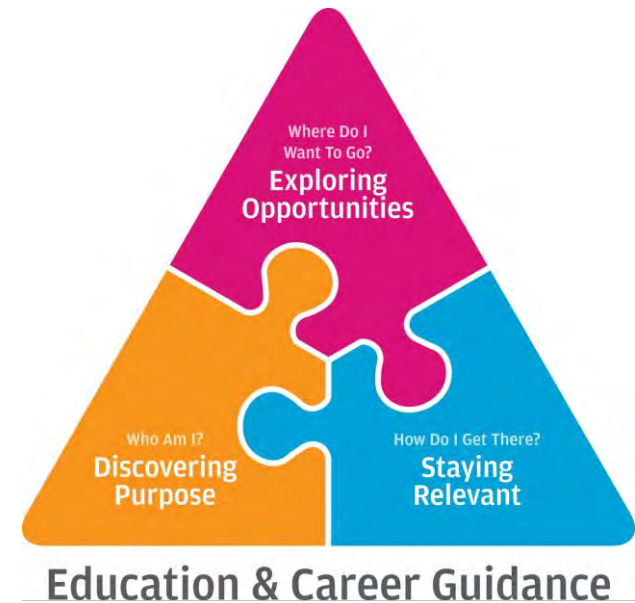 Where Do I
Want To Go?
Exploring
Opportunities
Who Am I?
Discovering
Purpose
How Do I Get There?
Staying
Relevant
Education & Career Guidance